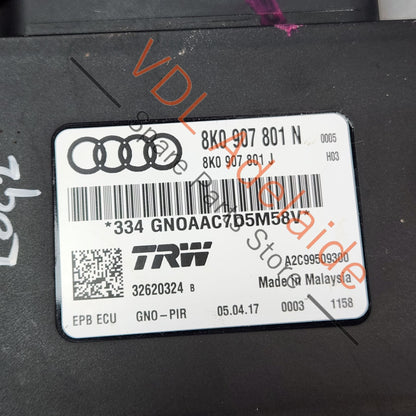 8K0 907 801 N 0005
8K0 907 801 J H03
*334 GN0AAC7D5M58V*
TRW
A2C99509300
32620324 B
Made in Malaysia
EPB ECU GNO-PIR 05.04.17 0003 1158
VDL Adelaide
Spare Parts Store